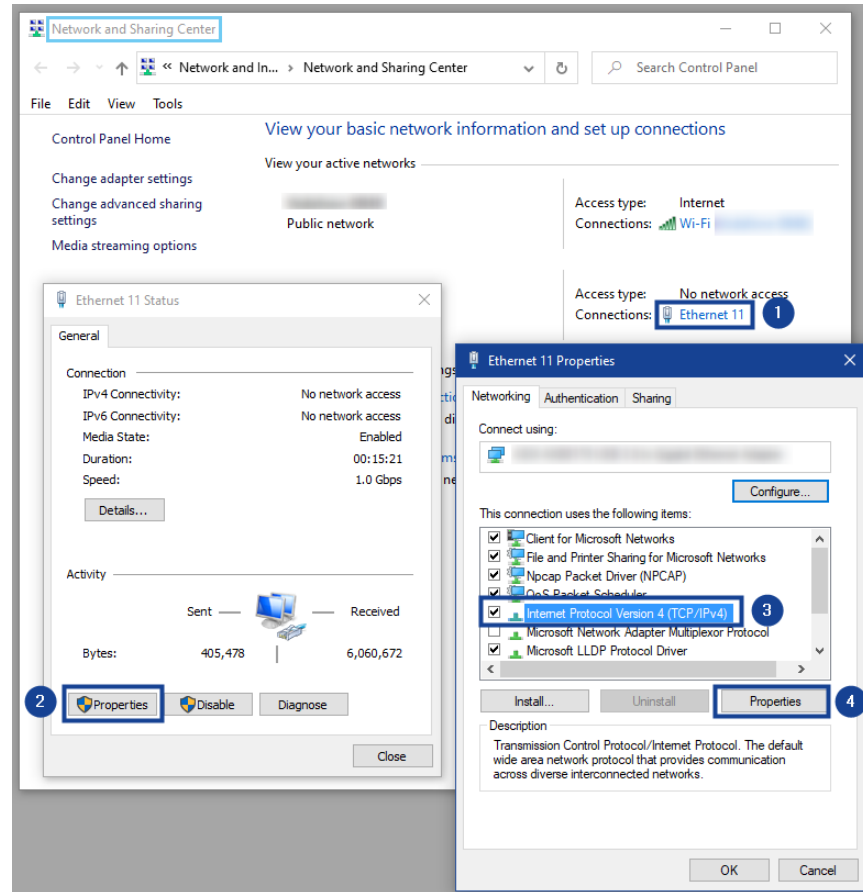 Network and Sharing Center
« Network and In... › Network and Sharing Center
Search Control Panel
File Edit View Tools
Control Panel Home
Change adapter settings
Change advanced sharing
settings
Media streaming options
View your basic network information and set up connections
View your active networks
Public network
Access type: Internet
Connections: Wi-Fi
Access type: No network access
Connections: Ethernet 11
1
Ethernet 11 Status
General
Connection
IPv4 Connectivity: No network access
IPv6 Connectivity: No network access
Media State: Enabled
Duration: 00:15:21
Speed: 1.0 Gbps
Details...
Activity
Sent — — Received
Bytes: 405,478 6,060,672
2
Properties Disable Diagnose
Close
Ethernet 11 Properties
Networking Authentication Sharing
Connect using:
Configure...
This connection uses the following items:
Client for Microsoft Networks
File and Printer Sharing for Microsoft Networks
Npcap Packet Driver (NPCAP)
QoS Packet Scheduler
Internet Protocol Version 4 (TCP/IPv4)
3
Microsoft Network Adapter Multiplexor Protocol
Microsoft LLDP Protocol Driver
Install... Uninstall Properties
4
Description
Transmission Control Protocol/Internet Protocol. The default
wide area network protocol that provides communication
across diverse interconnected networks.
OK Cancel